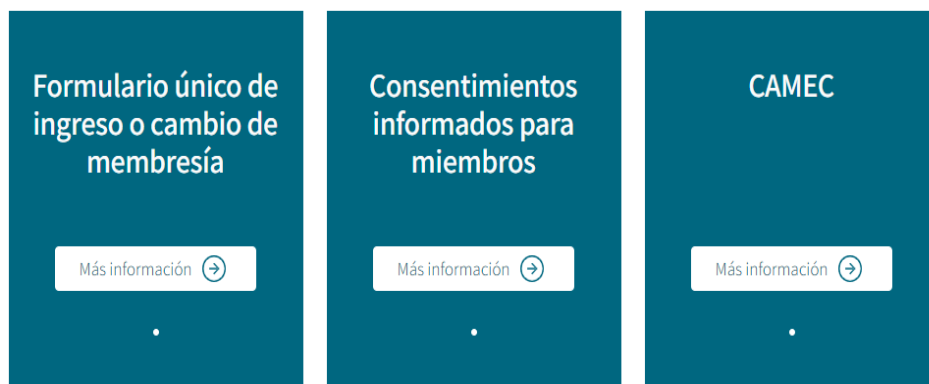 Formulario único de
ingreso o cambio de
membresía
Más información
Consentimientos
informados para
miembros
Más información
CAMEC
Más información